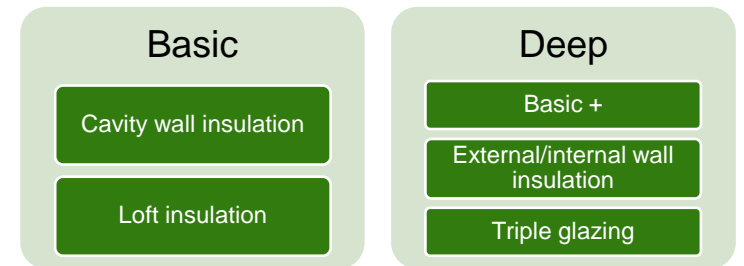 Basic
Cavity wall insulation
Loft insulation
Deep
Basic +
External/internal wall
insulation
Triple glazing